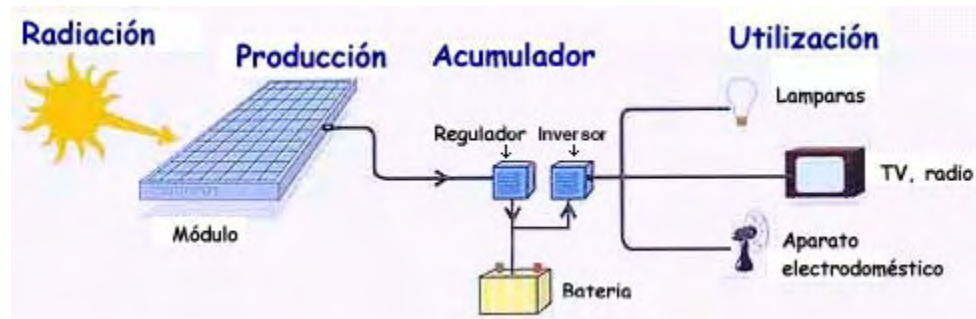 Radiación
Producción
Acumulador
Utilización
Lamparas
Regulador
Inversor
TV, radio
Módulo
Aparato
electrodoméstico
Bateria